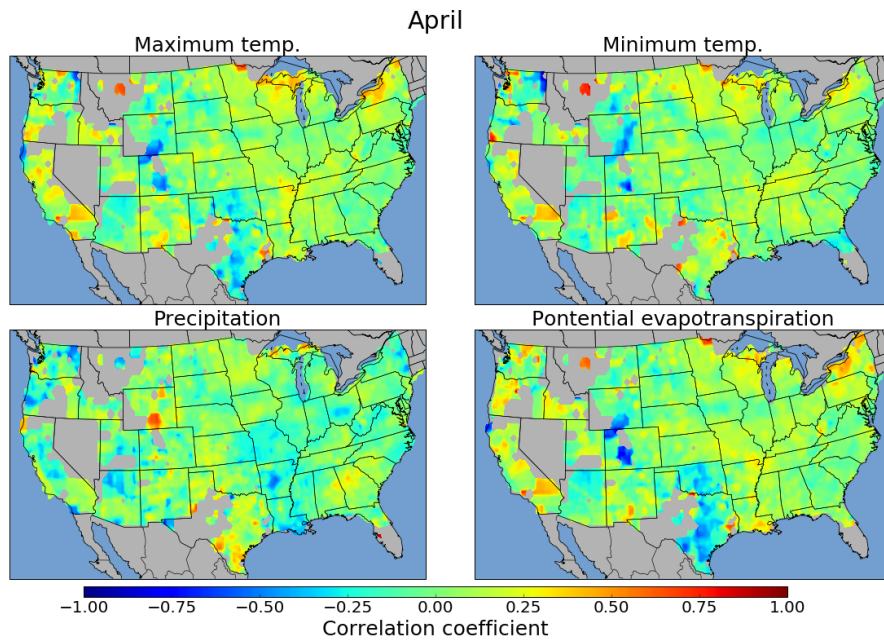 April
Maximum temp.
Minimum temp.
Precipitation
Pontential evapotranspiration
−1.00 −0.75 −0.50 −0.25 0.00 0.25 0.50 0.75 1.00
Correlation coefficient